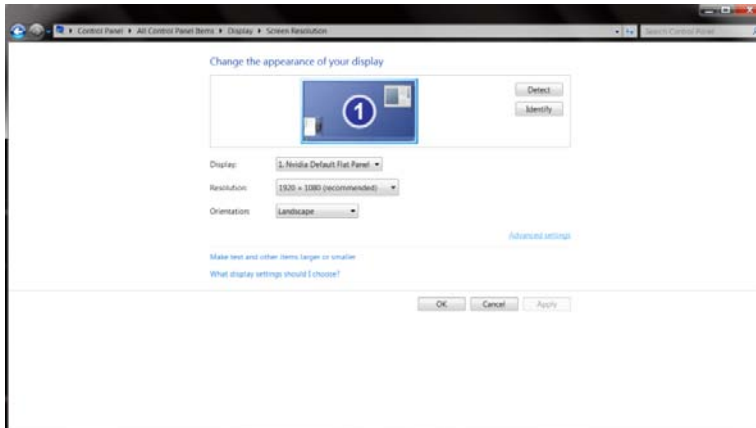 Control Panel ▸ All Control Panel Items ▸ Display ▸ Screen Resolution
Search Control Panel
Change the appearance of your display
1
Detect
Identify
Display: 1. Nvidia Default Flat Panel
Resolution: 1920 × 1080 (recommended)
Orientation: Landscape
Advanced settings
Make text and other items larger or smaller
What display settings should I choose?
OK Cancel Apply